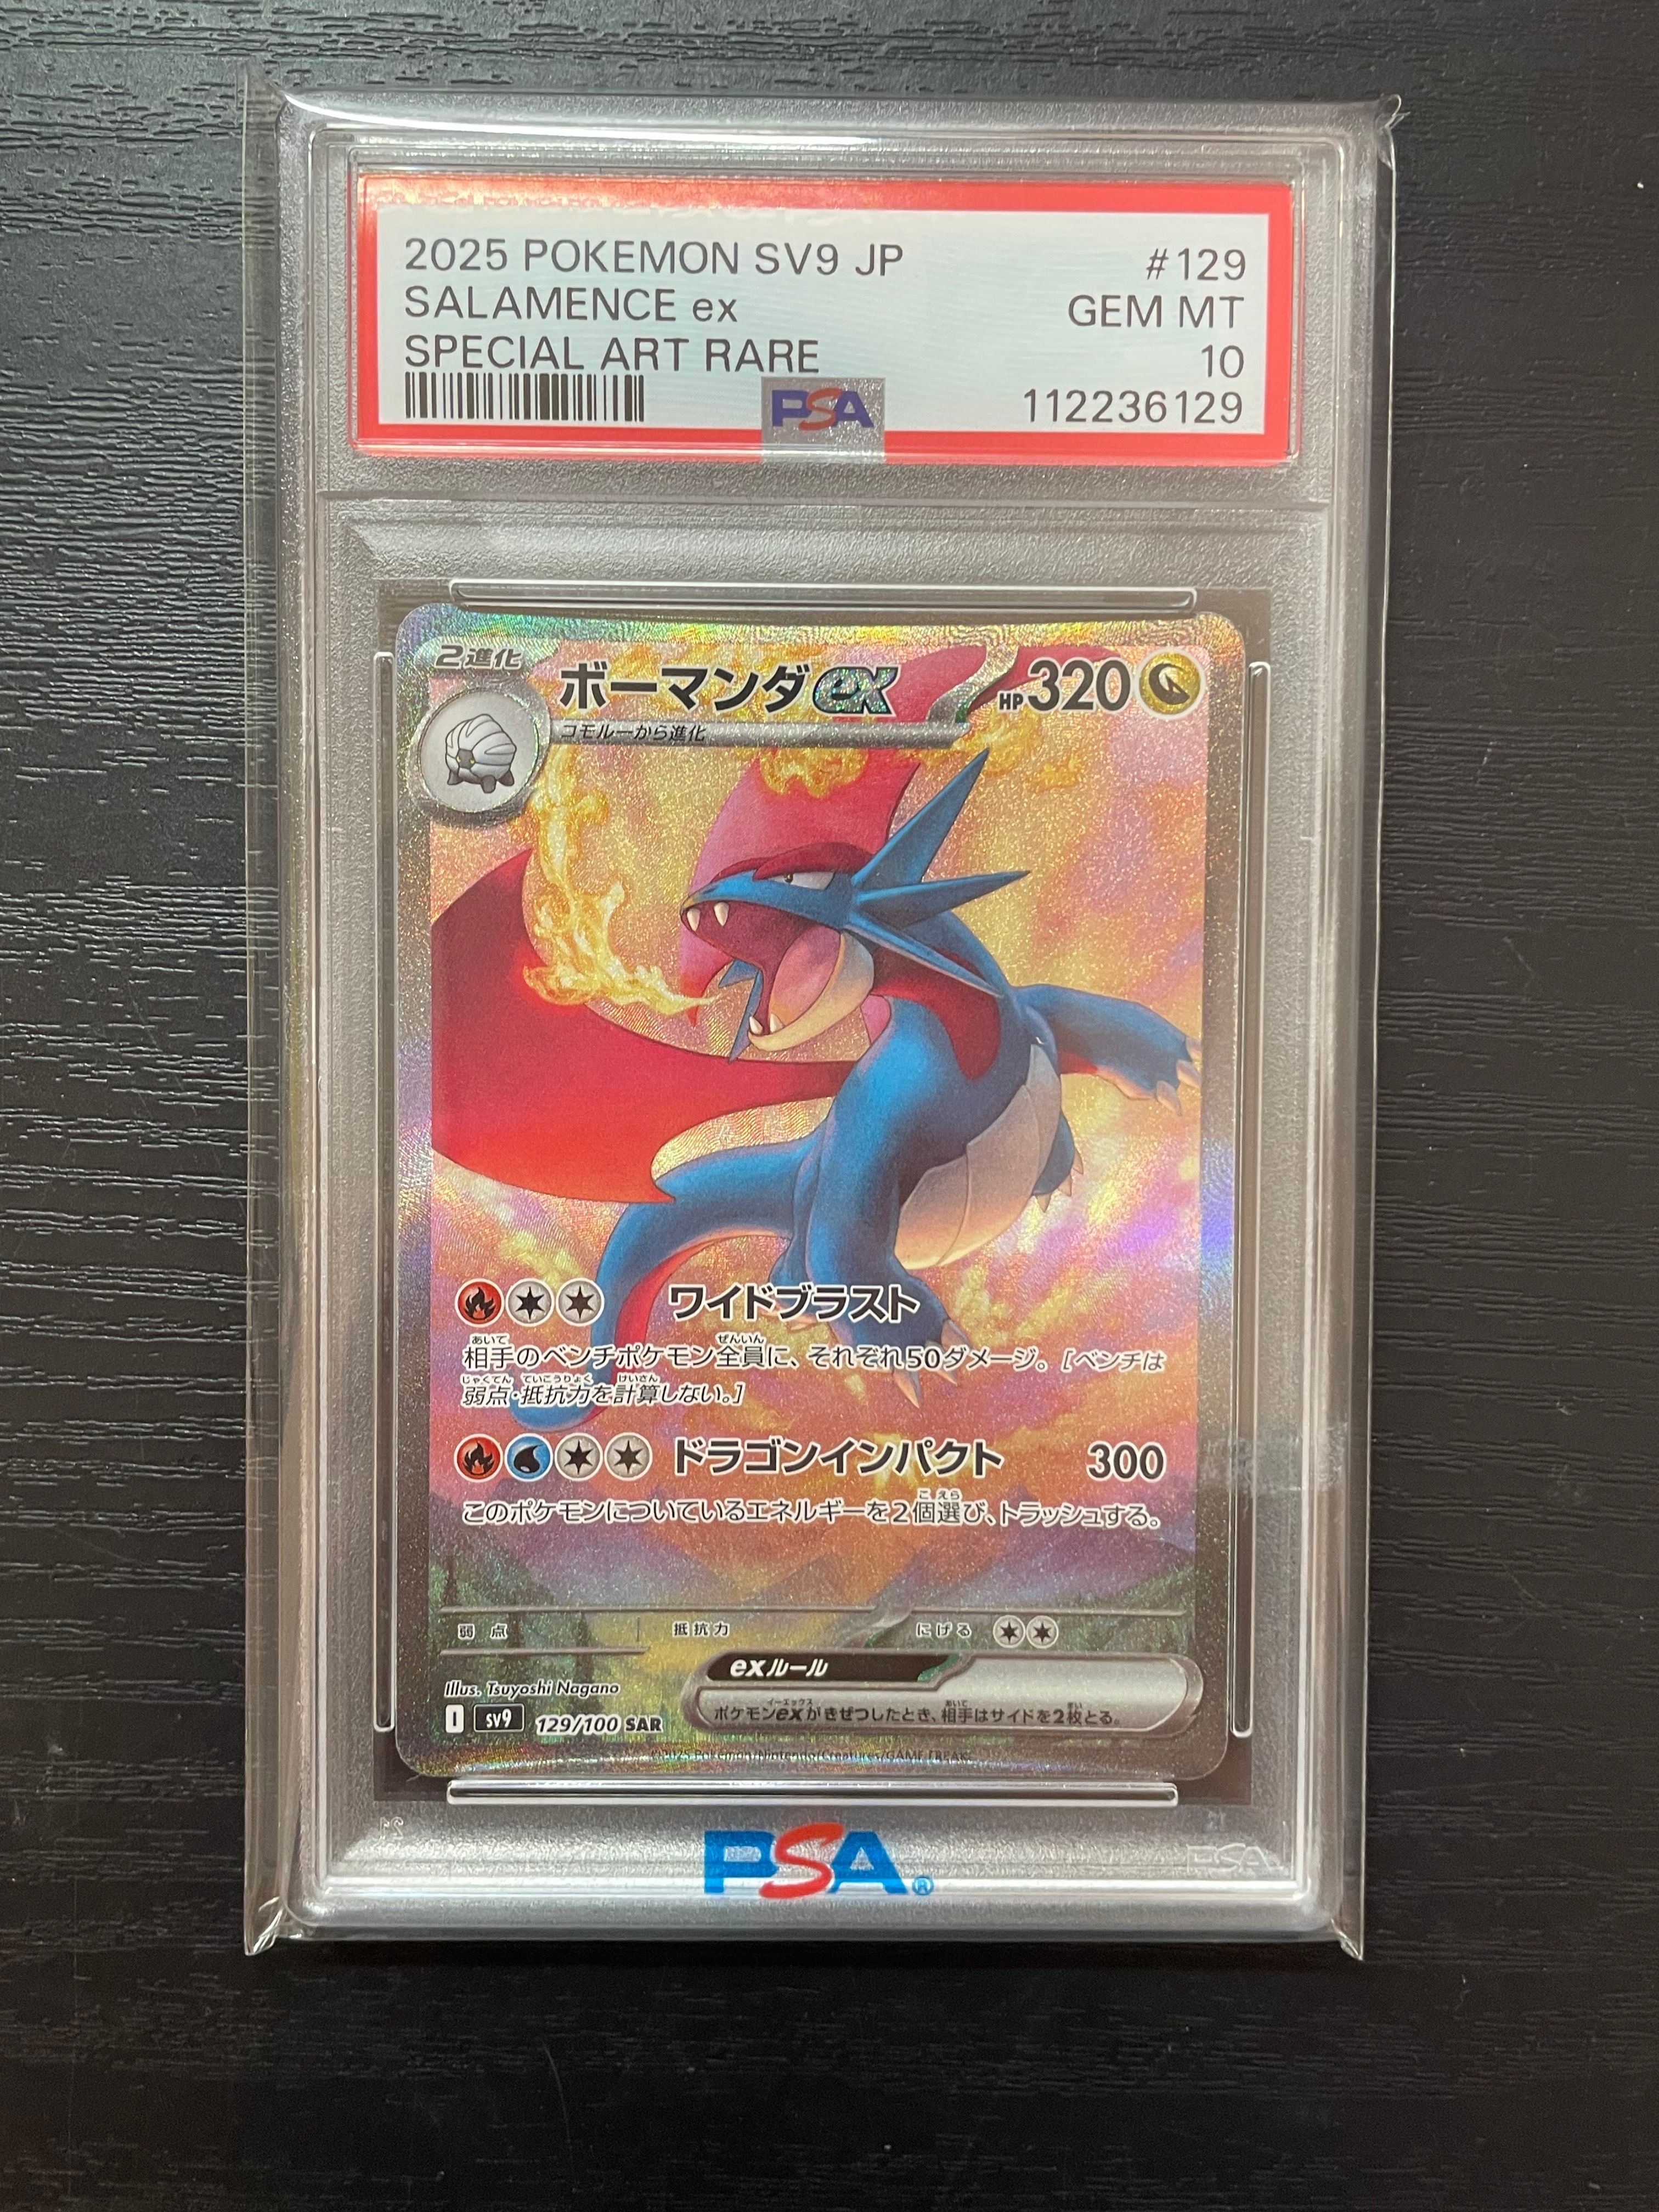 2025 POKEMON SV9 JP #129
SALAMENCE ex GEM MT
SPECIAL ART RARE 10
PSA 112236129
2進化 ボーマンダex HP320
コモルーから進化
ワイドブラスト
相手のベンチポケモン全員に、それぞれ50ダメージ。[ベンチは
弱点・抵抗力を計算しない。]
ドラゴンインパクト 300
このポケモンについているエネルギーを2個選び、トラッシュする。
弱点 抵抗力 にげる
exルール
Illus. Tsuyoshi Nagano
ポケモンexがきぜつしたとき、相手はサイドを2枚とる。
I sv9 129/100 SAR
©2025 Pokémon/Nintendo/Creatures/GAME FREAK.
PSA®
PSA